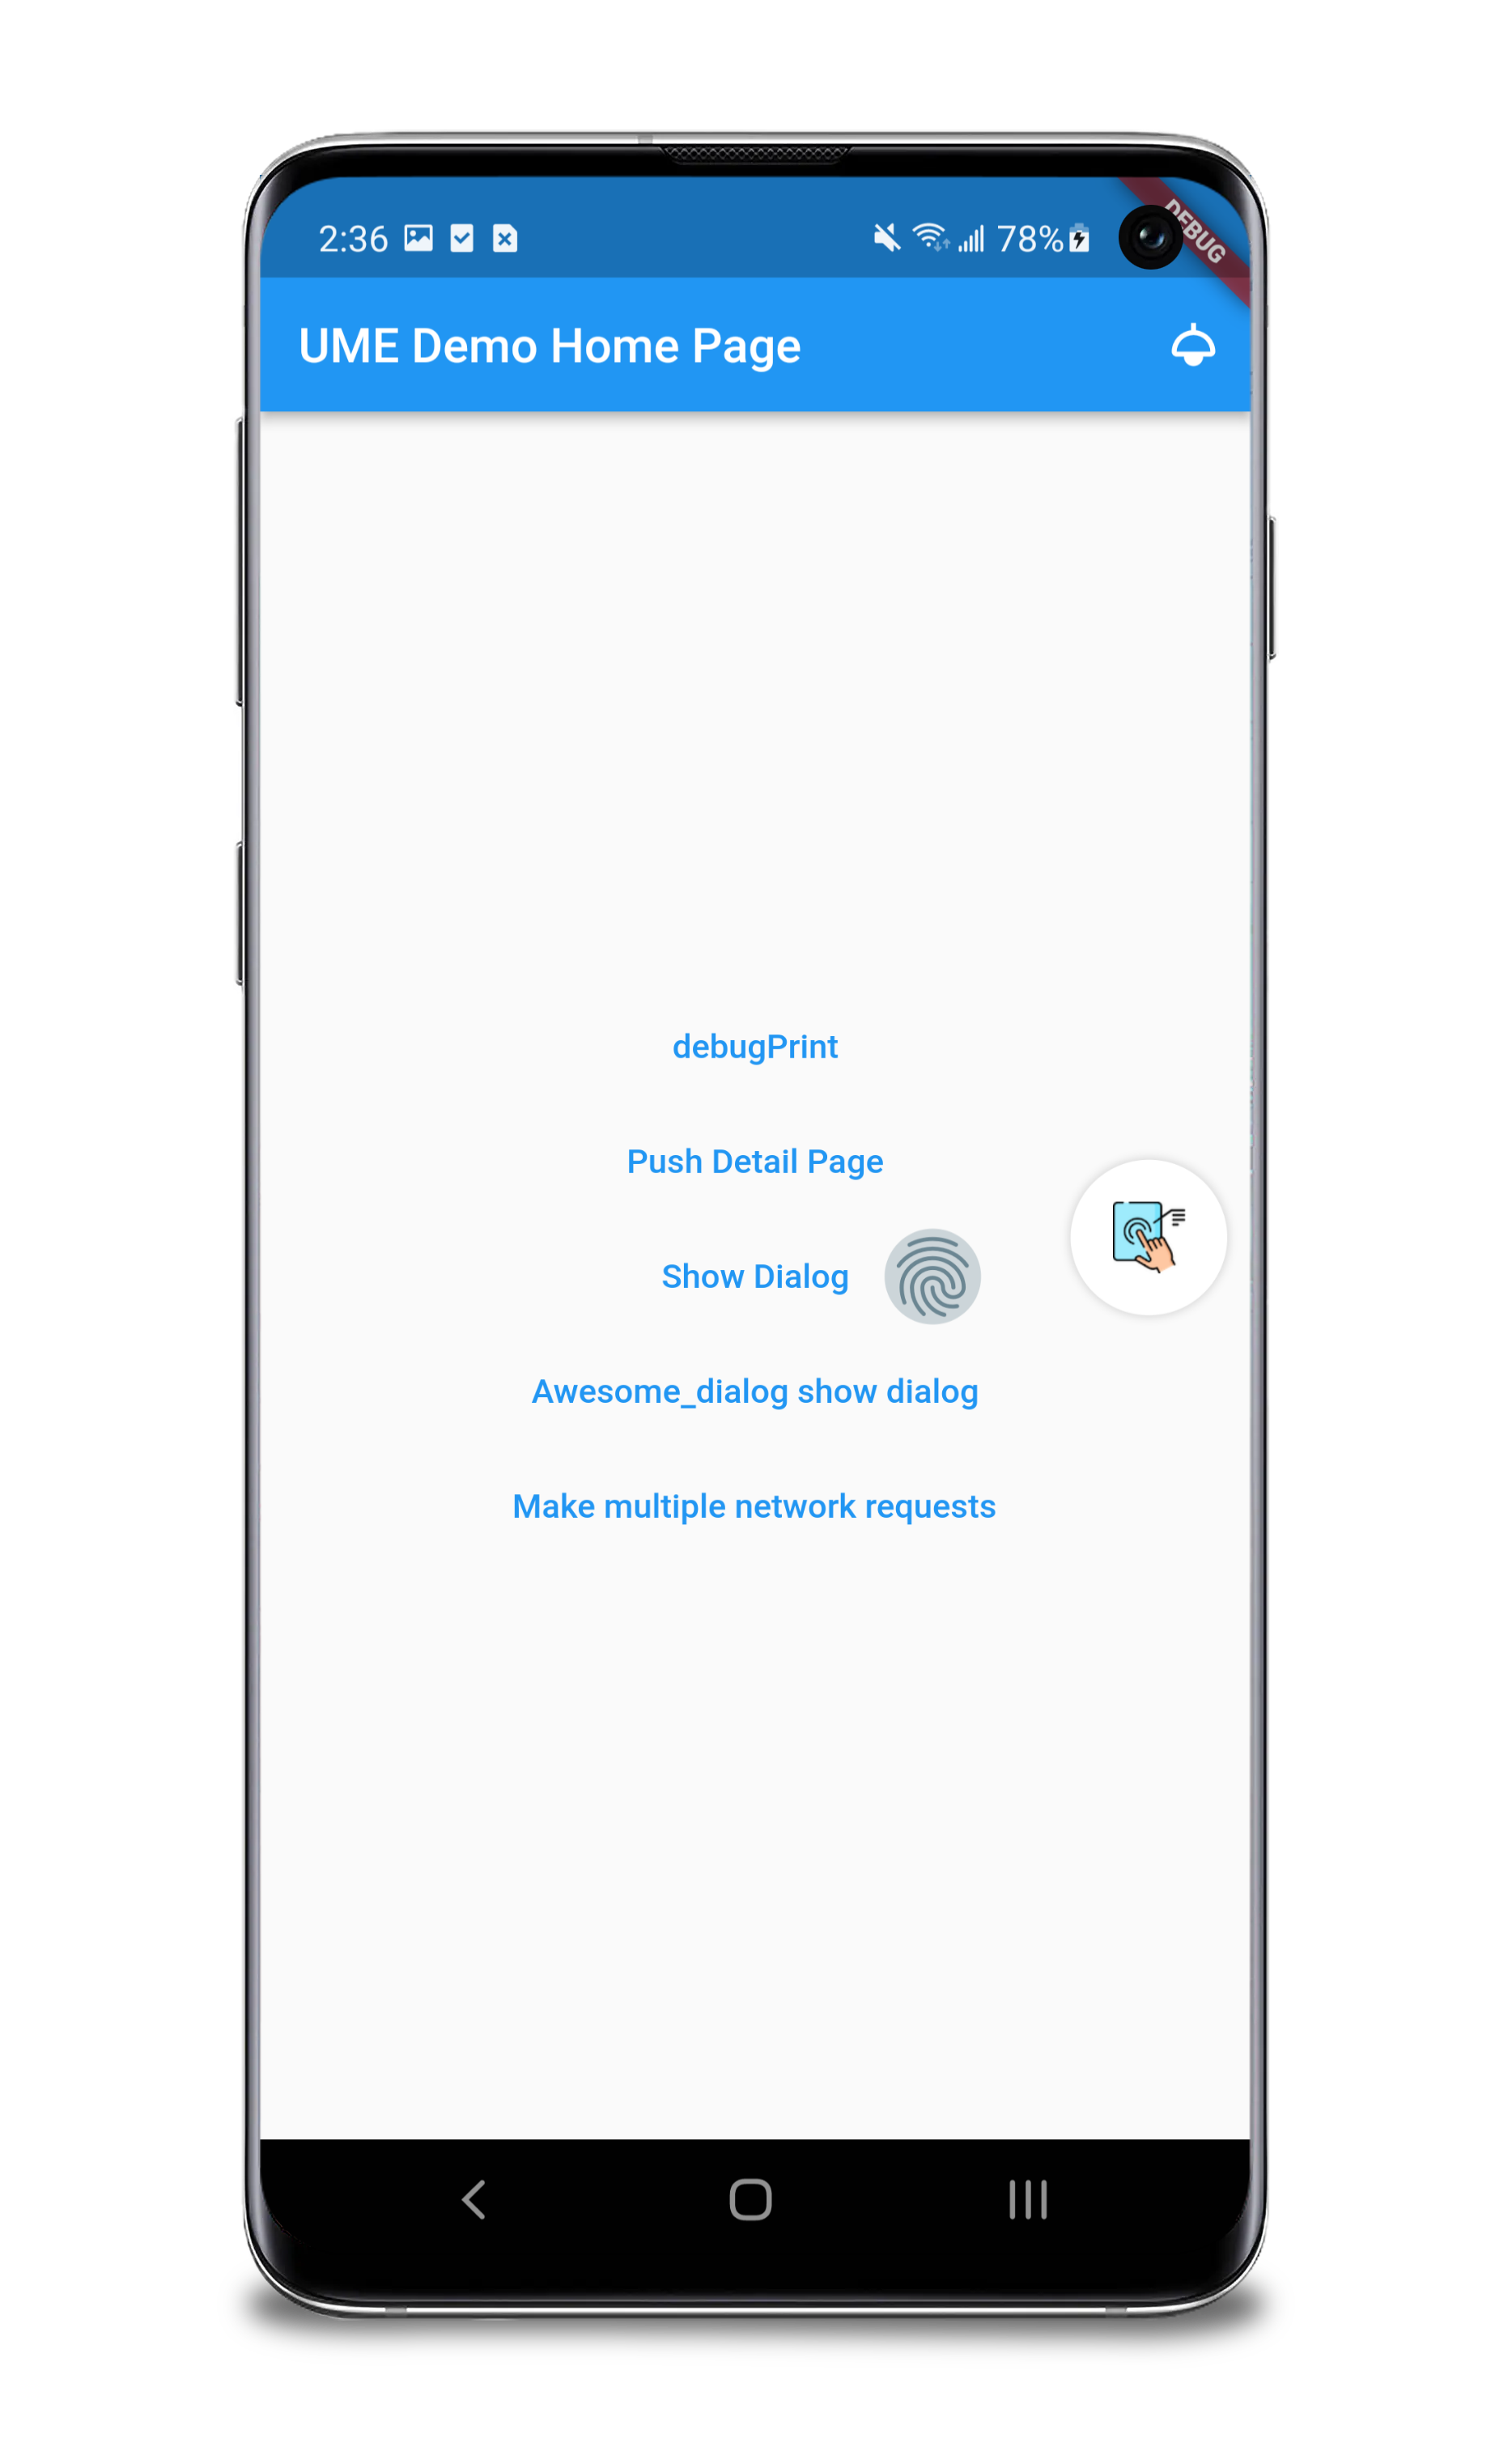 2:36 78%
DEBUG
UME Demo Home Page
debugPrint
Push Detail Page
Show Dialog
Awesome_dialog show dialog
Make multiple network requests